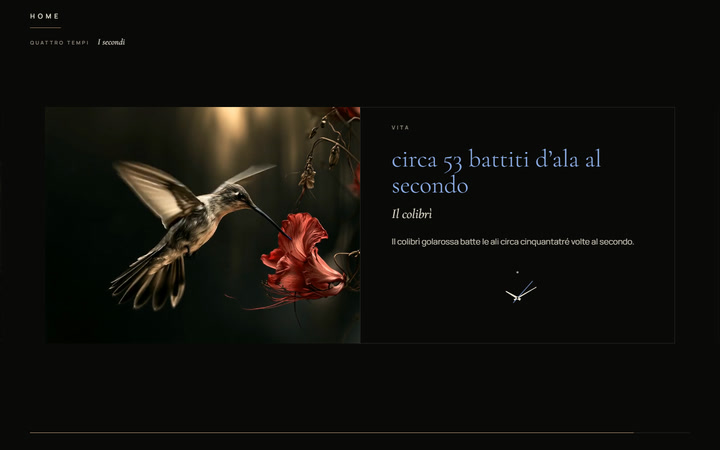 HOME
QUATTRO TEMPI I secondi
VITA
circa 53 battiti d’ala al
secondo
Il colibrì
Il colibrì golarossa batte le ali circa cinquantatré volte al secondo.